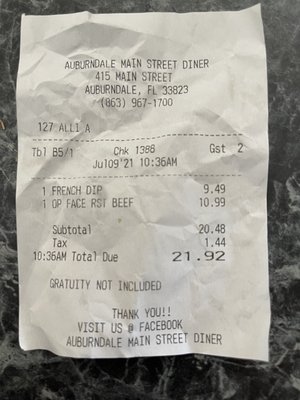 AUBURNDALE MAIN STREET DINER
415 MAIN STREET
AUBURNDALE, FL 33823
(863) 967-1700
127 ALLI A
Tbl B5/1 Chk 1388 Gst 2
Jul09'21 10:36AM
1 FRENCH DIP 9.49
1 OP FACE RST BEEF 10.99
Subtotal 20.48
Tax 1.44
10:36AM Total Due 21.92
GRATUITY NOT INCLUDED
THANK YOU!!
VISIT US @ FACEBOOK
AUBURNDALE MAIN STREET DINER